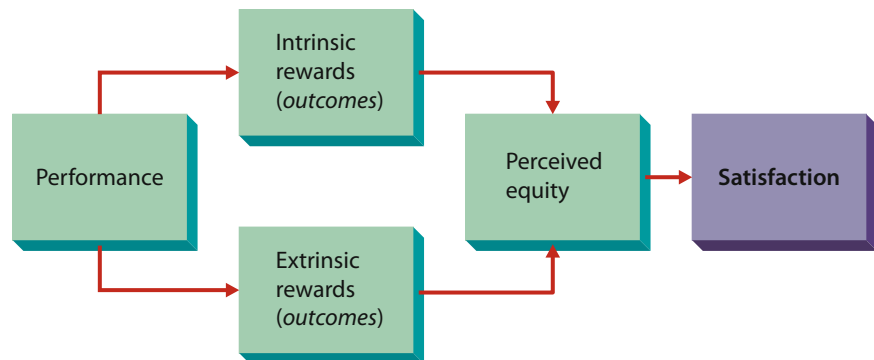 Intrinsic
rewards
(outcomes)
Performance
Perceived
equity
Satisfaction
Extrinsic
rewards
(outcomes)